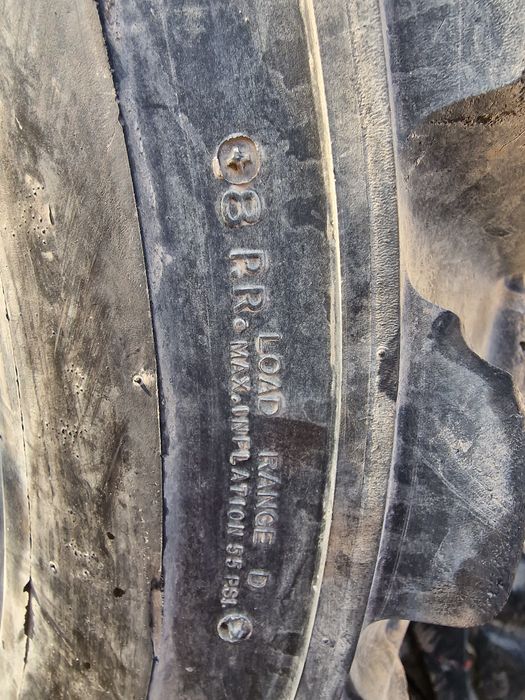 8 P.R.
LOAD RANGE D
MAX. INFLATION 55 PSI.